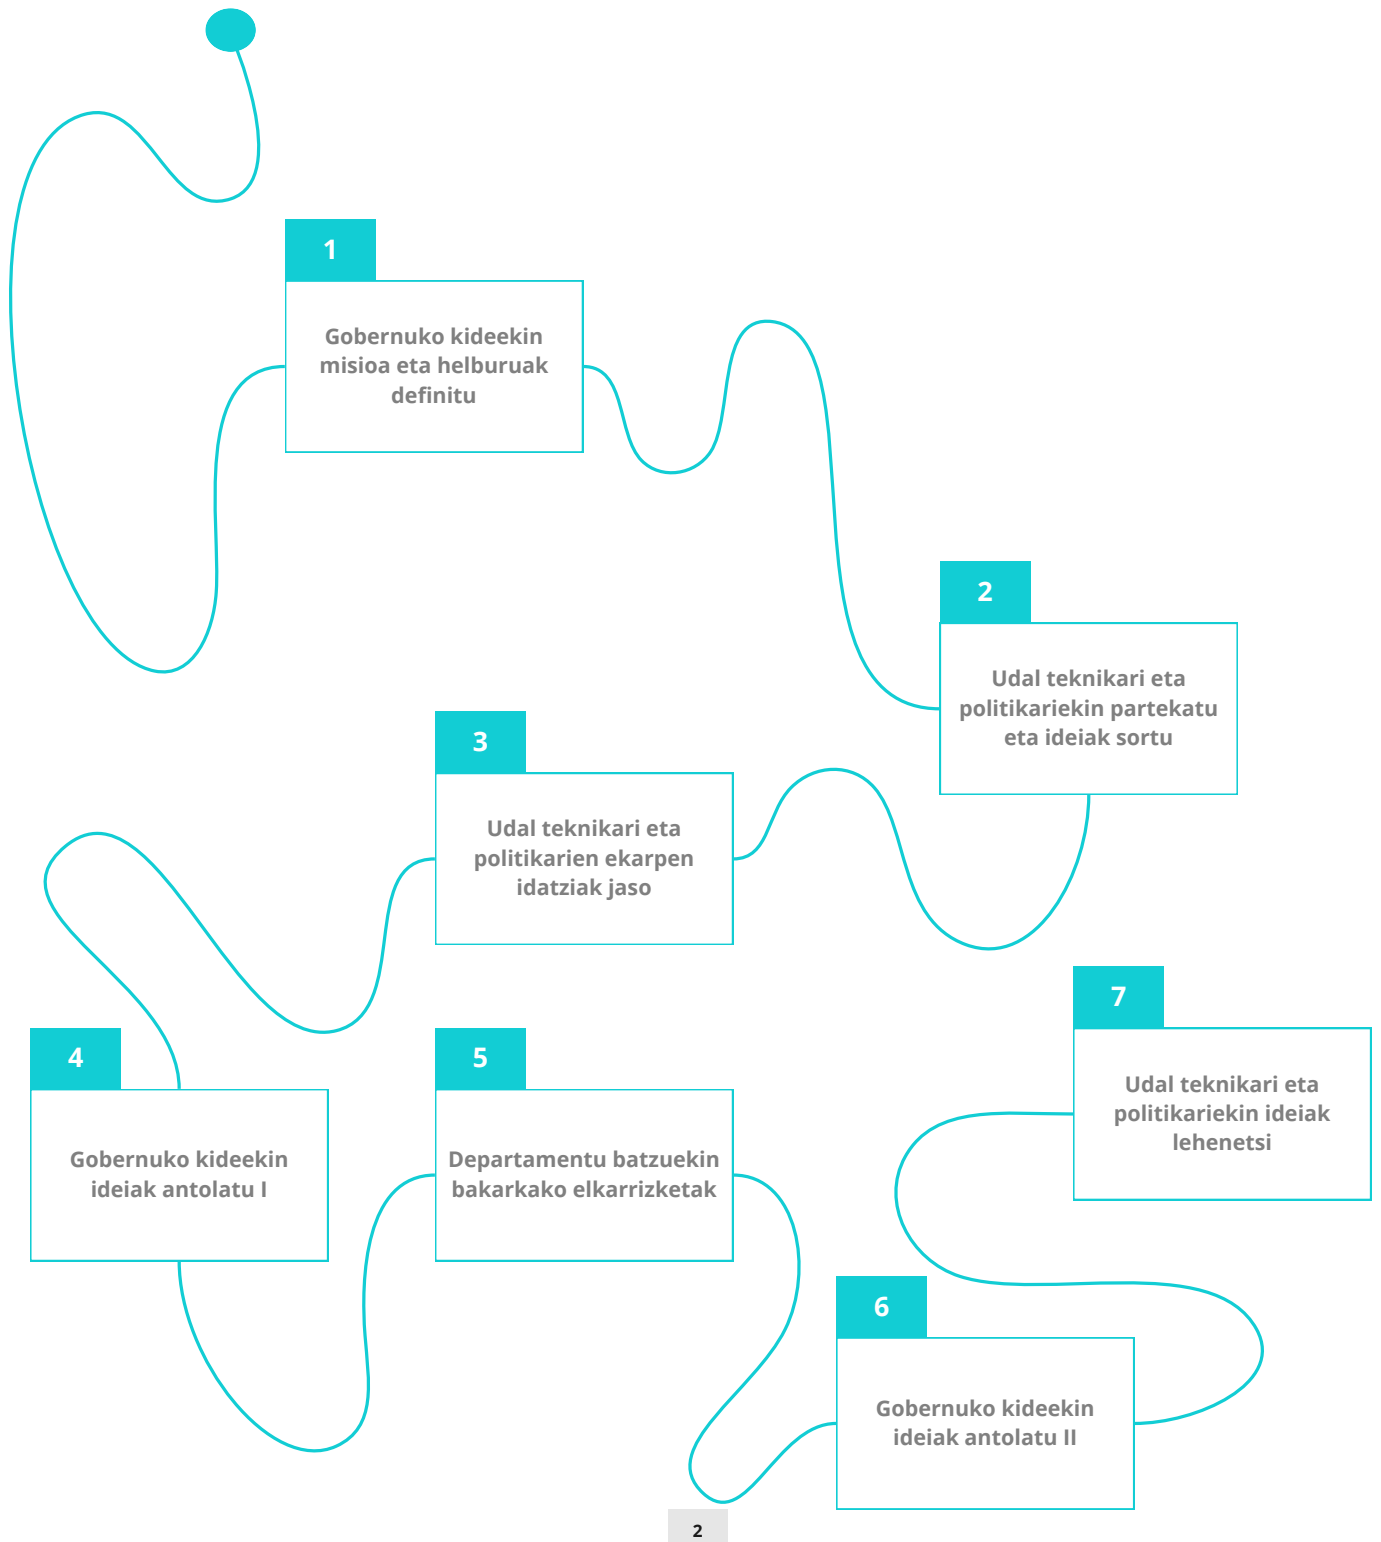 1
Gobernuko kideekin
misioa eta helburuak
definitu
2
Udal teknikari eta
politikariekin partekatu
eta ideiak sortu
3
Udal teknikari eta
politikarien ekarpen
idatziak jaso
4
Gobernuko kideekin
ideiak antolatu I
5
Departamentu batzuekin
bakarkako elkarrizketak
6
Gobernuko kideekin
ideiak antolatu II
7
Udal teknikari eta
politikariekin ideiak
lehenetsi
2